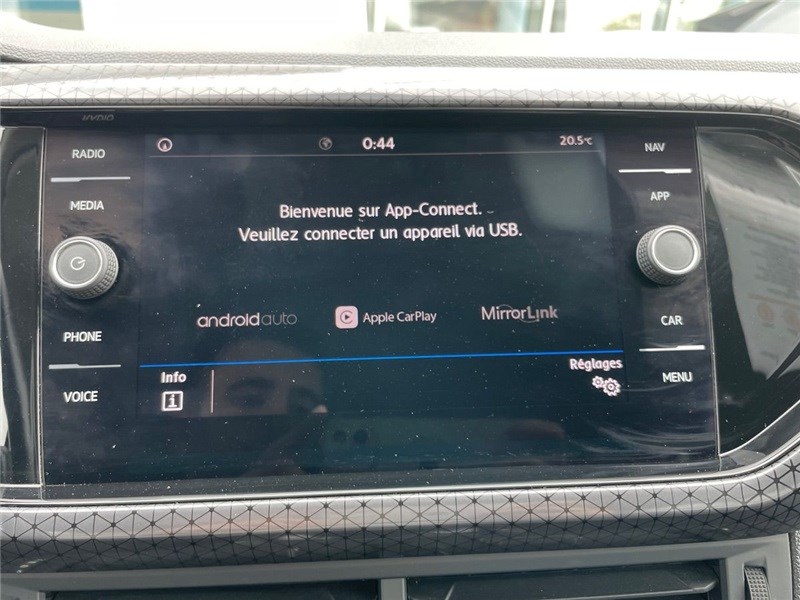 RADIO
MEDIA
PHONE
VOICE
0:44
20.5°C
Bienvenue sur App-Connect.
Veuillez connecter un appareil via USB.
androidauto
Apple CarPlay
MirrorLink
Info
i
Réglages
NAV
APP
CAR
MENU